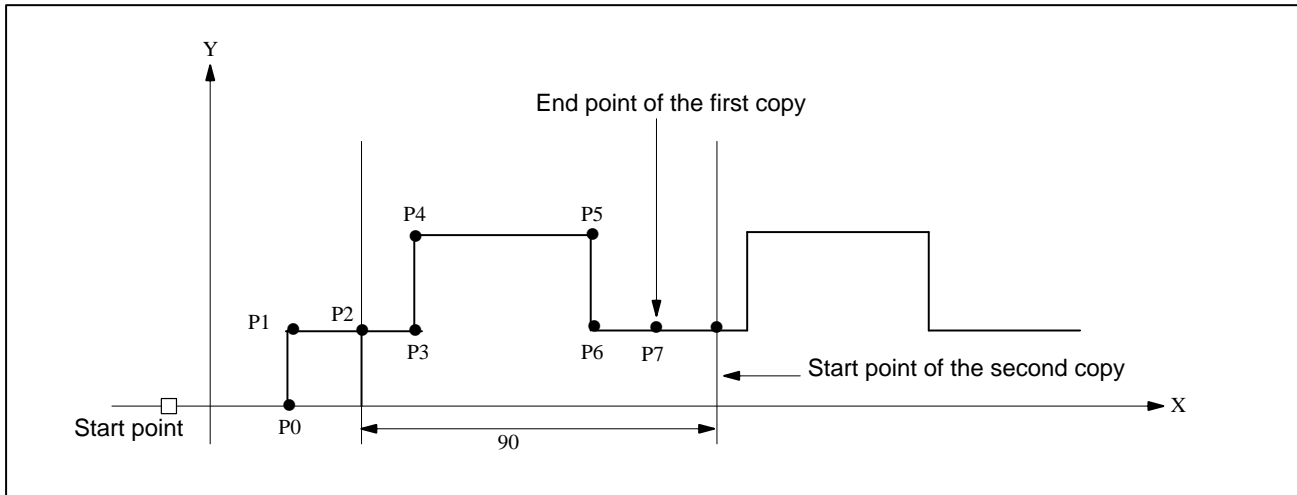 Y
End point of the first copy
P4
P5
P1
P2
P3
P6
P7
Start point of the second copy
X
Start point
P0
90